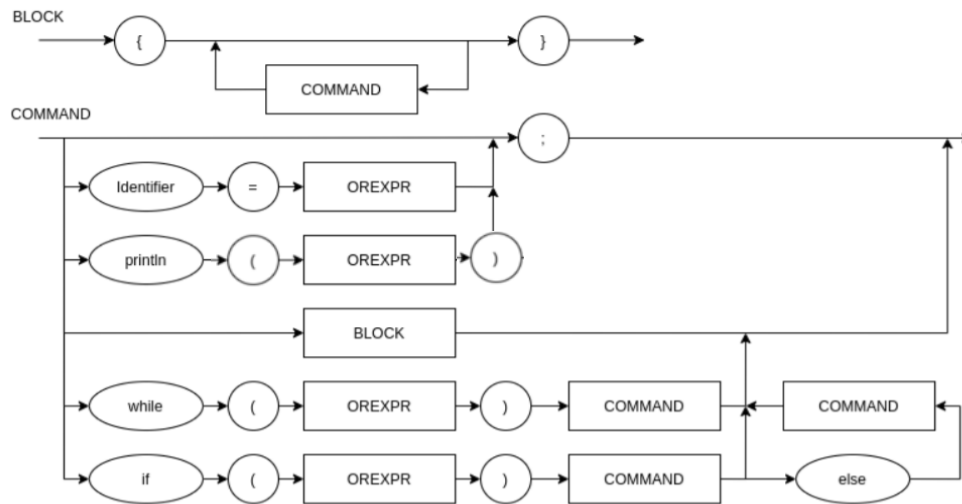 BLOCK
{ }
COMMAND
COMMAND
;
Identifier = OREXPR
println ( OREXPR )
BLOCK
while ( OREXPR ) COMMAND COMMAND
if ( OREXPR ) COMMAND else